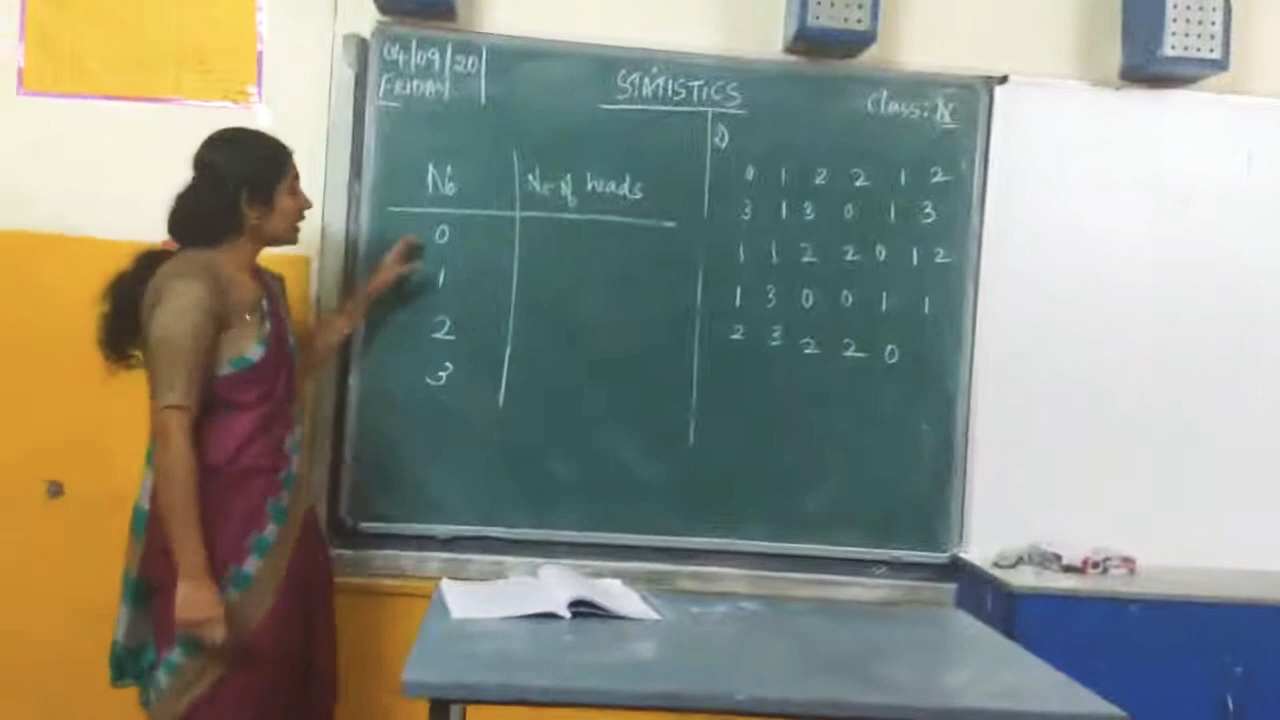 04/09/20
FRIDAY
STATISTICS
Class: IX
No
No of heads
0
1
2
3
2)
0 1 2 2 1 2
3 1 3 0 1 3
1 1 2 2 0 1 2
1 3 0 0 1 1
2 3 2 2 0